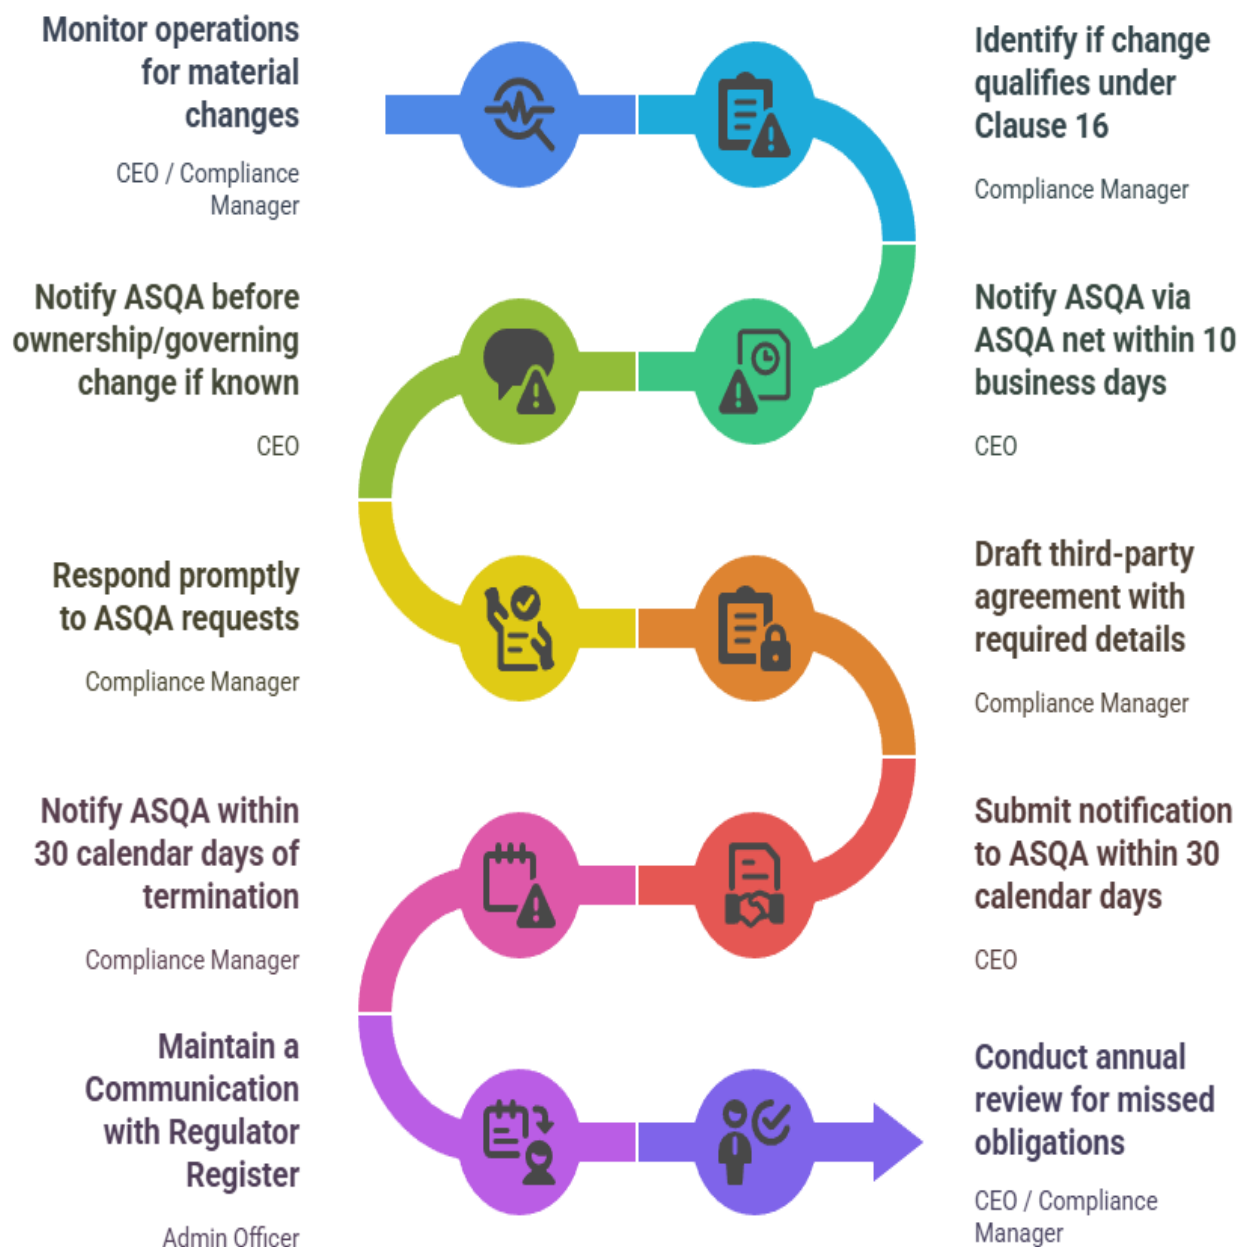 Monitor operations
for material
changes
CEO / Compliance
Manager
Identify if change
qualifies under
Clause 16
Compliance Manager
Notify ASQA via
ASQA net within 10
business days
CEO
Notify ASQA before
ownership/governing
change if known
CEO
Respond promptly
to ASQA requests
Compliance Manager
Draft third-party
agreement with
required details
Compliance Manager
Submit notification
to ASQA within 30
calendar days
CEO
Notify ASQA within
30 calendar days of
termination
Compliance Manager
Maintain a
Communication
with Regulator
Register
Admin Officer
Conduct annual
review for missed
obligations
CEO / Compliance
Manager